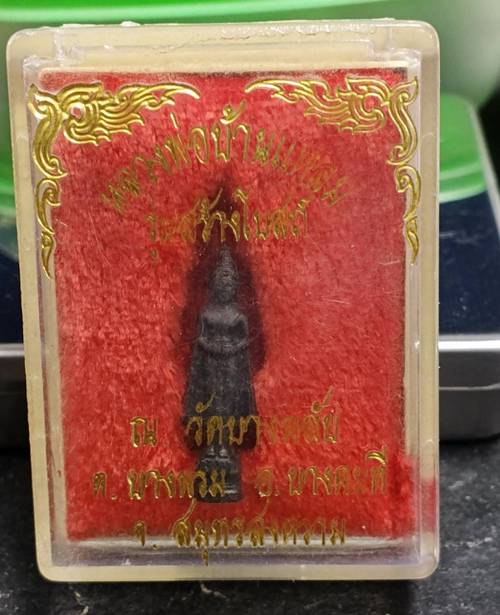 หลวงพ่อบ้านแหลม
รุ่นสร้างโบสถ์
ณ วัดบางพลับ
ต. บางพรม อ. บางคนที
จ. สมุทรสงคราม